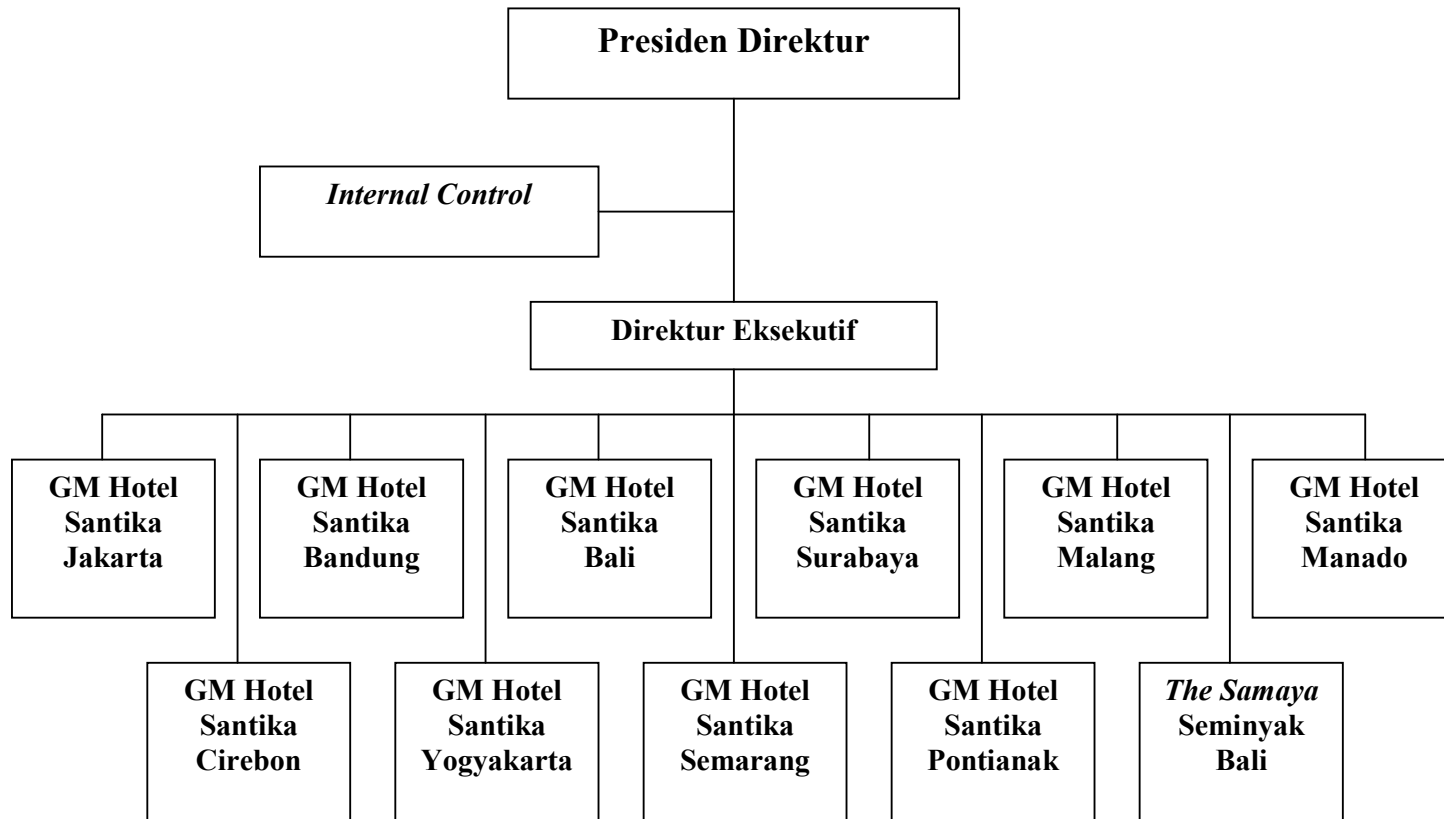 Presiden Direktur
Internal Control
Direktur Eksekutif
GM Hotel
Santika
Jakarta
GM Hotel
Santika
Bandung
GM Hotel
Santika
Bali
GM Hotel
Santika
Surabaya
GM Hotel
Santika
Malang
GM Hotel
Santika
Manado
GM Hotel
Santika
Cirebon
GM Hotel
Santika
Yogyakarta
GM Hotel
Santika
Semarang
GM Hotel
Santika
Pontianak
The Samaya
Seminyak
Bali